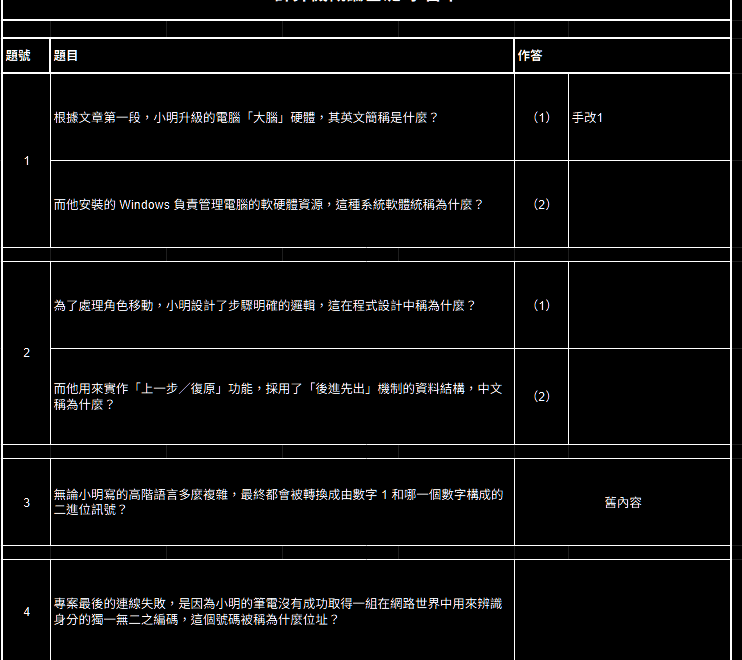 題號 題目 作答
1
根據文章第一段，小明升級的電腦「大腦」硬體，其英文簡稱是什麼？ （1） 手改1
而他安裝的 Windows 負責管理電腦的軟硬體資源，這種系統軟體統稱為什麼？ （2）
2
為了處理角色移動，小明設計了步驟明確的邏輯，這在程式設計中稱為什麼？ （1）
而他用來實作「上一步／復原」功能，採用了「後進先出」機制的資料結構，中文
稱為什麼？ （2）
3
無論小明寫的高階語言多麼複雜，最終都會被轉換成由數字 1 和哪一個數字構成的
二進位訊號？
舊內容
4
專案最後的連線失敗，是因為小明的筆電沒有成功取得一組在網路世界中用來辨識
身分的獨一無二之編碼，這個號碼被稱為什麼位址？